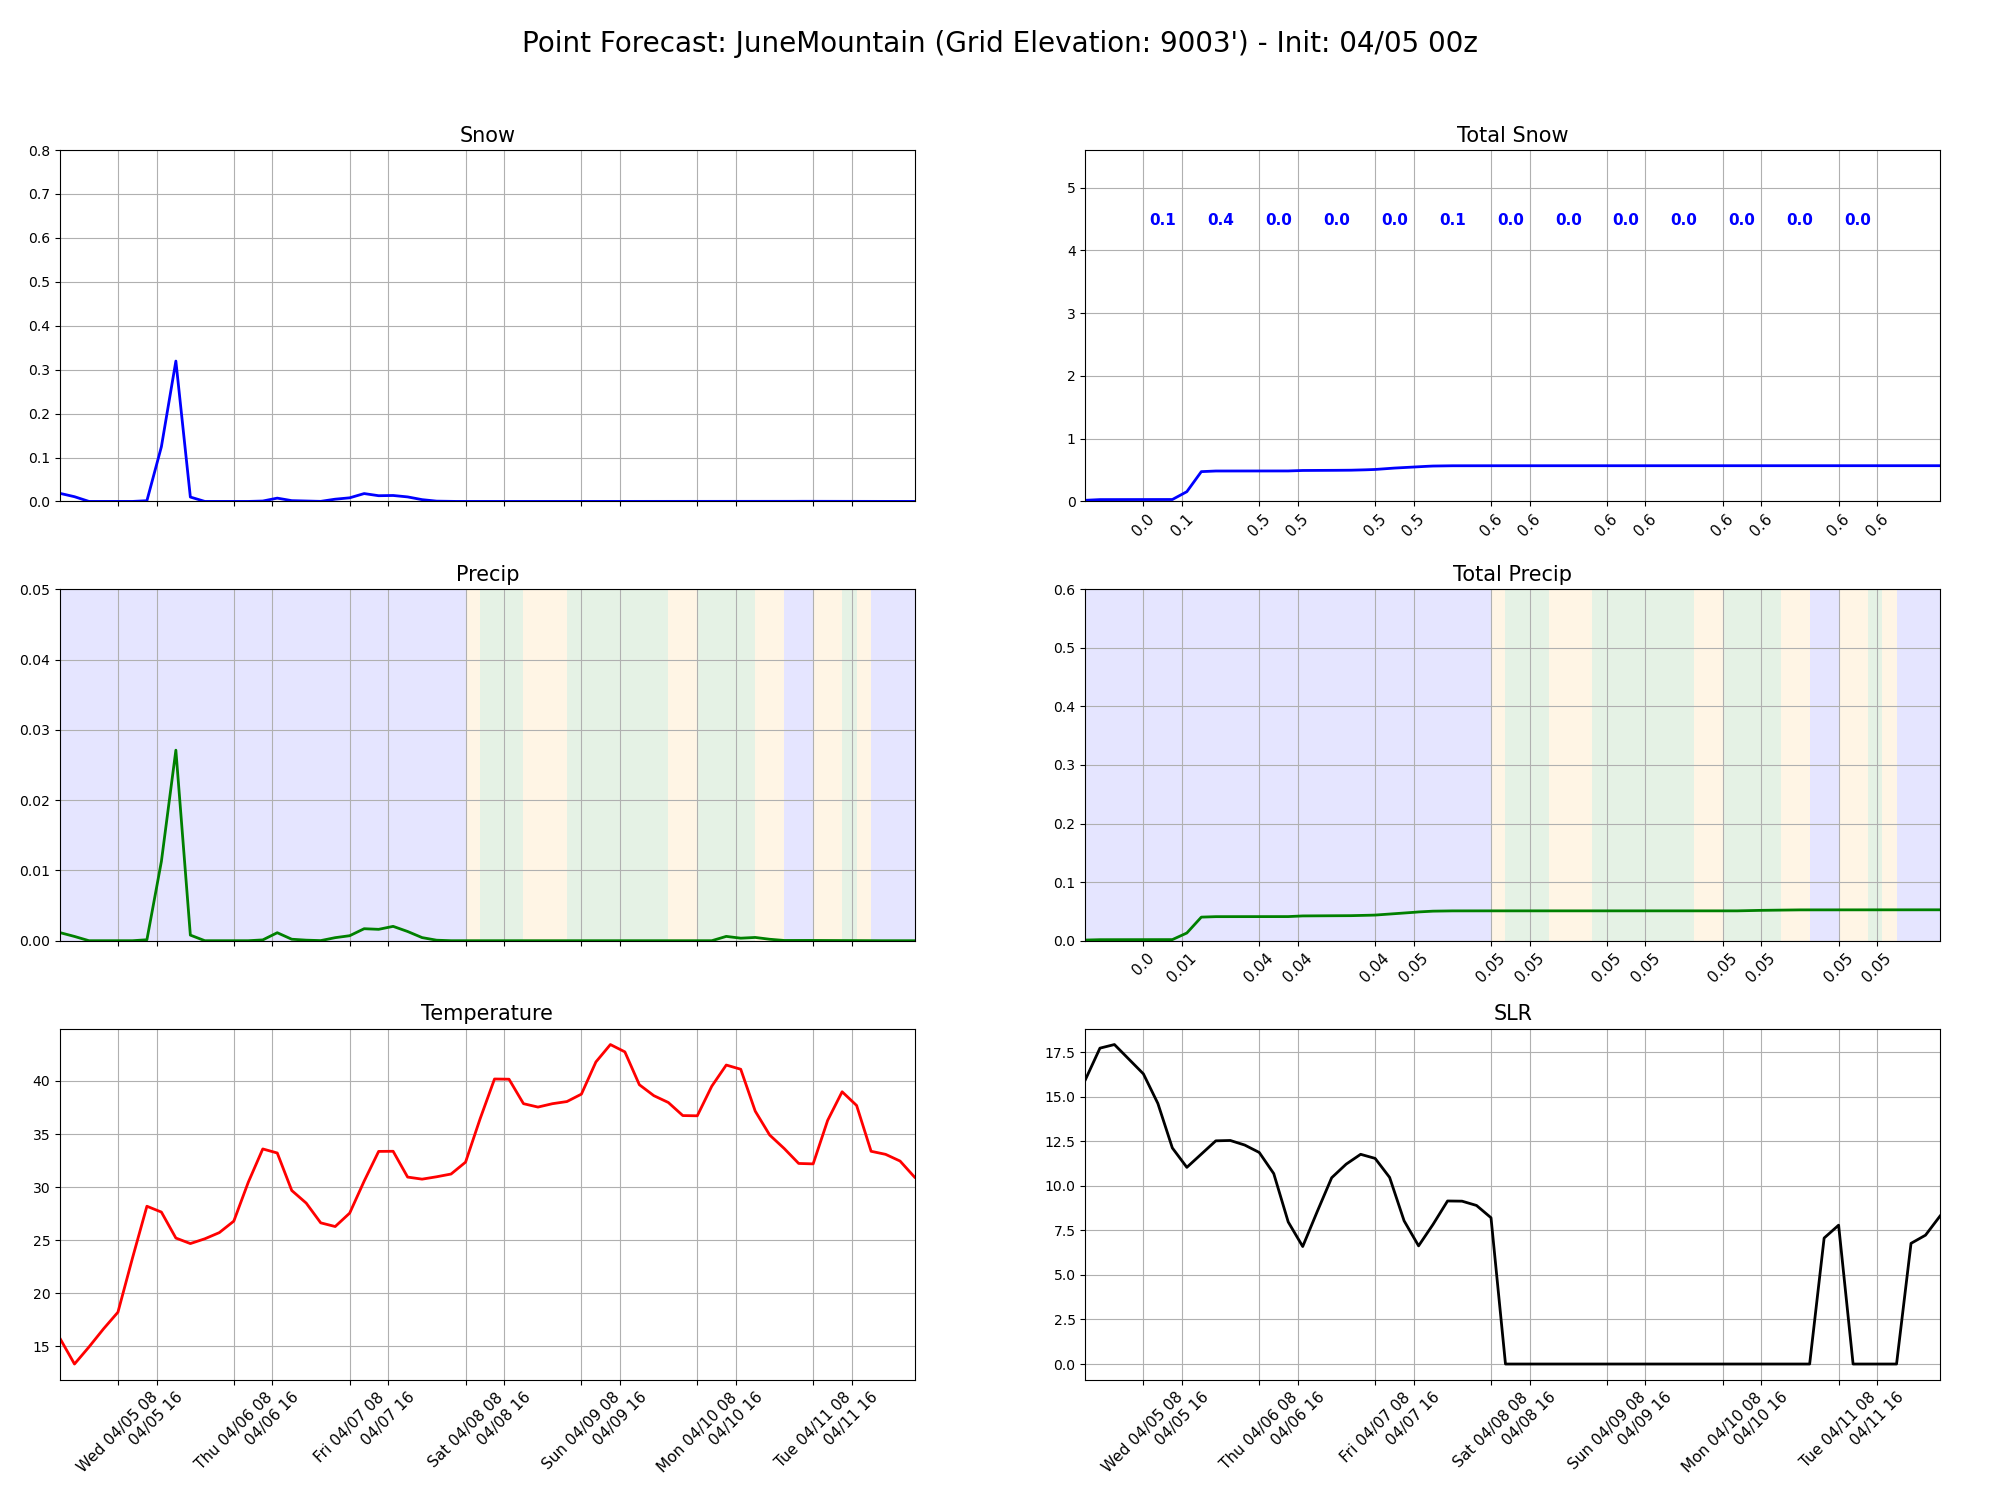 Point Forecast: JuneMountain (Grid Elevation: 9003') - Init: 04/05 00z
Snow
0.8
0.7
0.6
0.5
0.4
0.3
0.2
0.1
0.0
Total Snow
5
4
3
2
1
0
0.1 0.4 0.0 0.0 0.0 0.1 0.0 0.0 0.0 0.0 0.0 0.0 0.0
0.0 0.1 0.5 0.5 0.5 0.5 0.6 0.6 0.6 0.6 0.6 0.6 0.6 0.6
Precip
0.05
0.04
0.03
0.02
0.01
0.00
Total Precip
0.6
0.5
0.4
0.3
0.2
0.1
0.0
0.0 0.01 0.04 0.04 0.04 0.05 0.05 0.05 0.05 0.05 0.05 0.05 0.05 0.05
Temperature
40
35
30
25
20
15
Wed 04/05 08
04/05 16
Thu 04/06 08
04/06 16
Fri 04/07 08
04/07 16
Sat 04/08 08
04/08 16
Sun 04/09 08
04/09 16
Mon 04/10 08
04/10 16
Tue 04/11 08
04/11 16
SLR
17.5
15.0
12.5
10.0
7.5
5.0
2.5
0.0
Wed 04/05 08
04/05 16
Thu 04/06 08
04/06 16
Fri 04/07 08
04/07 16
Sat 04/08 08
04/08 16
Sun 04/09 08
04/09 16
Mon 04/10 08
04/10 16
Tue 04/11 08
04/11 16